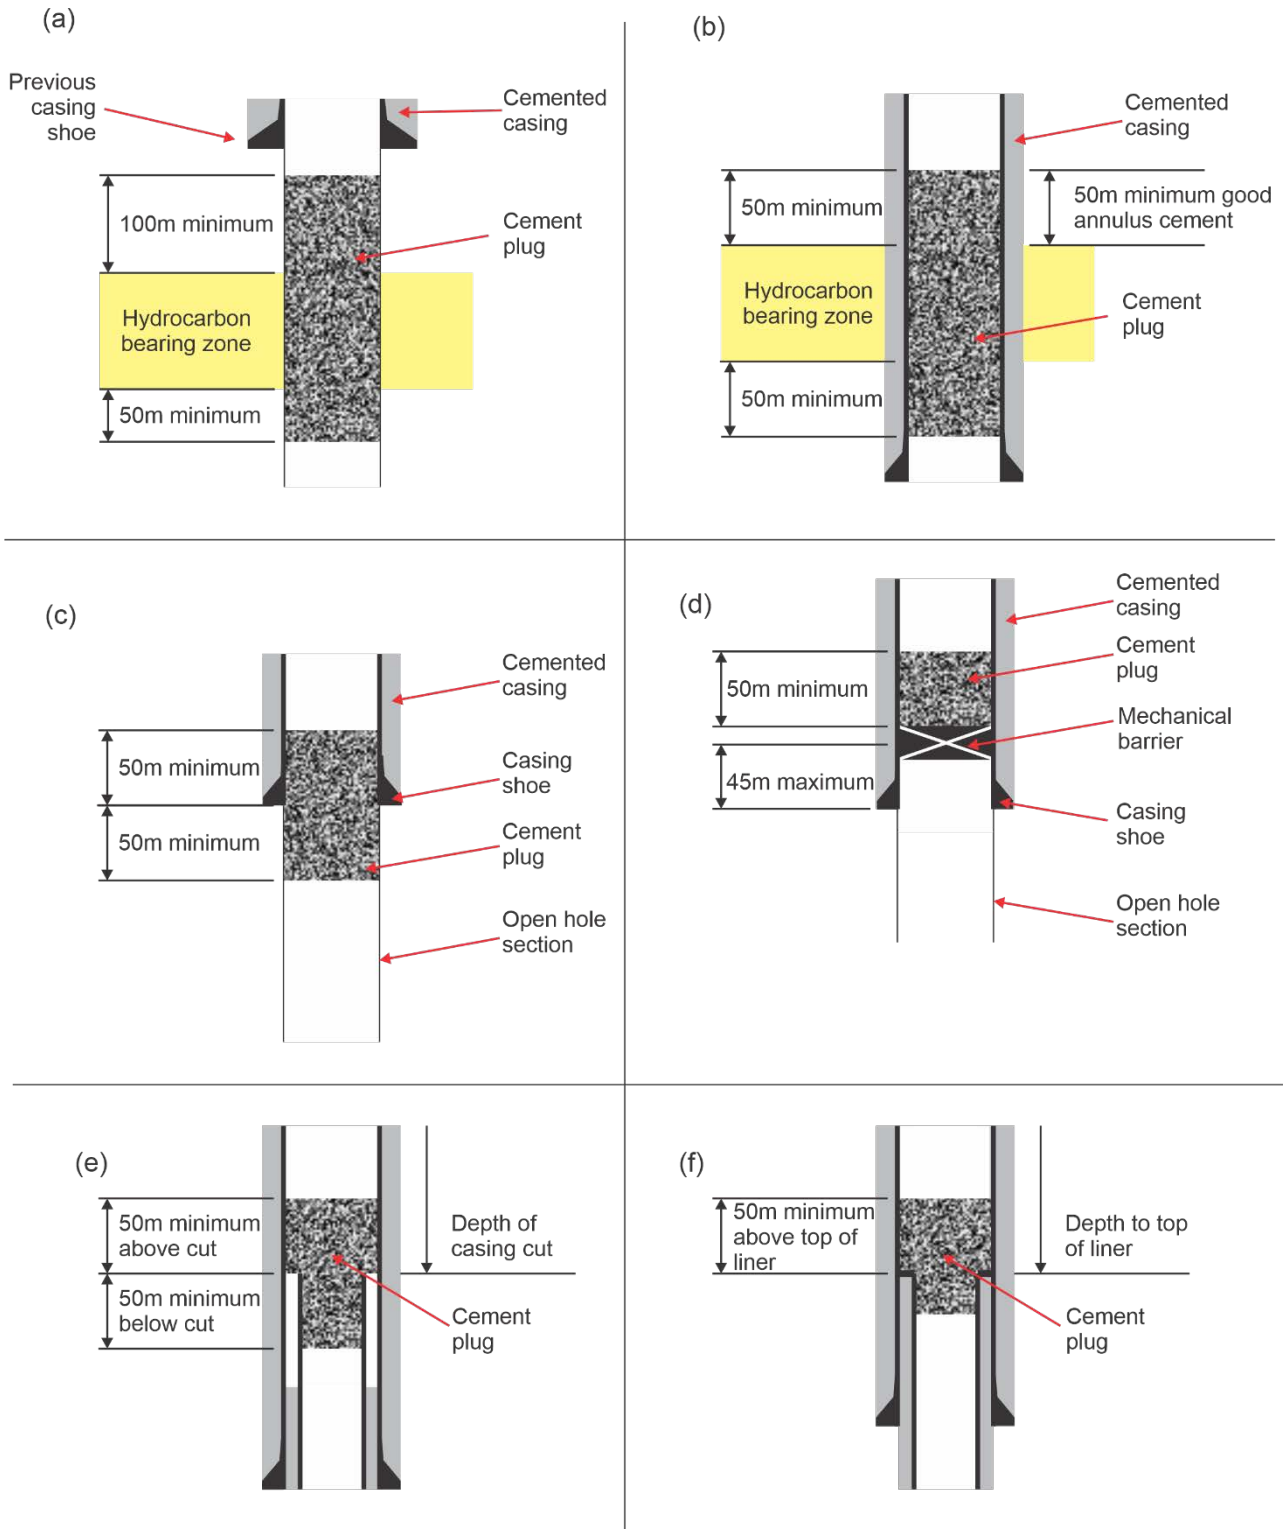 (a)
Previous
casing
shoe
Cemented
casing
100m minimum
Cement
plug
Hydrocarbon
bearing zone
50m minimum
(b)
Cemented
casing
50m minimum
50m minimum good
annulus cement
Hydrocarbon
bearing zone
Cement
plug
50m minimum
(c)
Cemented
casing
50m minimum
Casing
shoe
50m minimum
Cement
plug
Open hole
section
(d)
Cemented
casing
Cement
plug
50m minimum
Mechanical
barrier
45m maximum
Casing
shoe
Open hole
section
(e)
50m minimum
above cut
Depth of
casing cut
50m minimum
below cut
Cement
plug
(f)
50m minimum
above top of
liner
Depth to top
of liner
Cement
plug